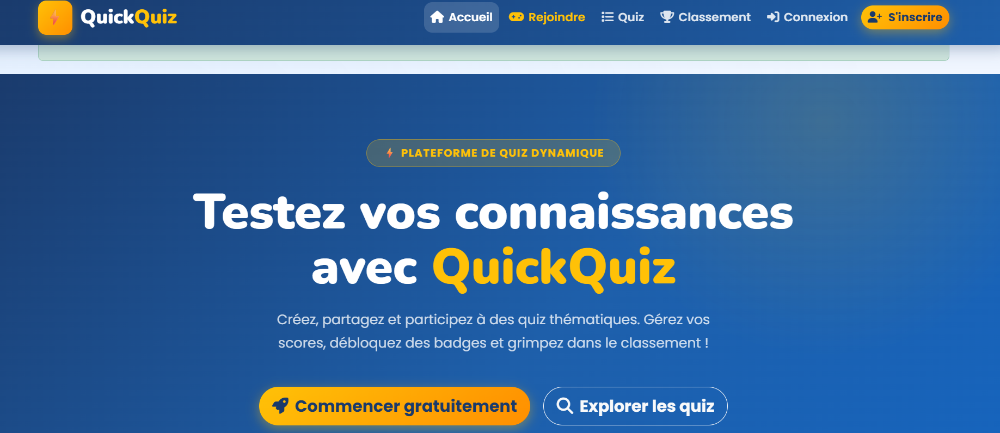 QuickQuiz
Accueil
Rejoindre
Quiz
Classement
Connexion
S'inscrire
PLATEFORME DE QUIZ DYNAMIQUE
Testez vos connaissances
avec QuickQuiz
Créez, partagez et participez à des quiz thématiques. Gérez vos
scores, débloquez des badges et grimpez dans le classement !
Commencer gratuitement
Explorer les quiz